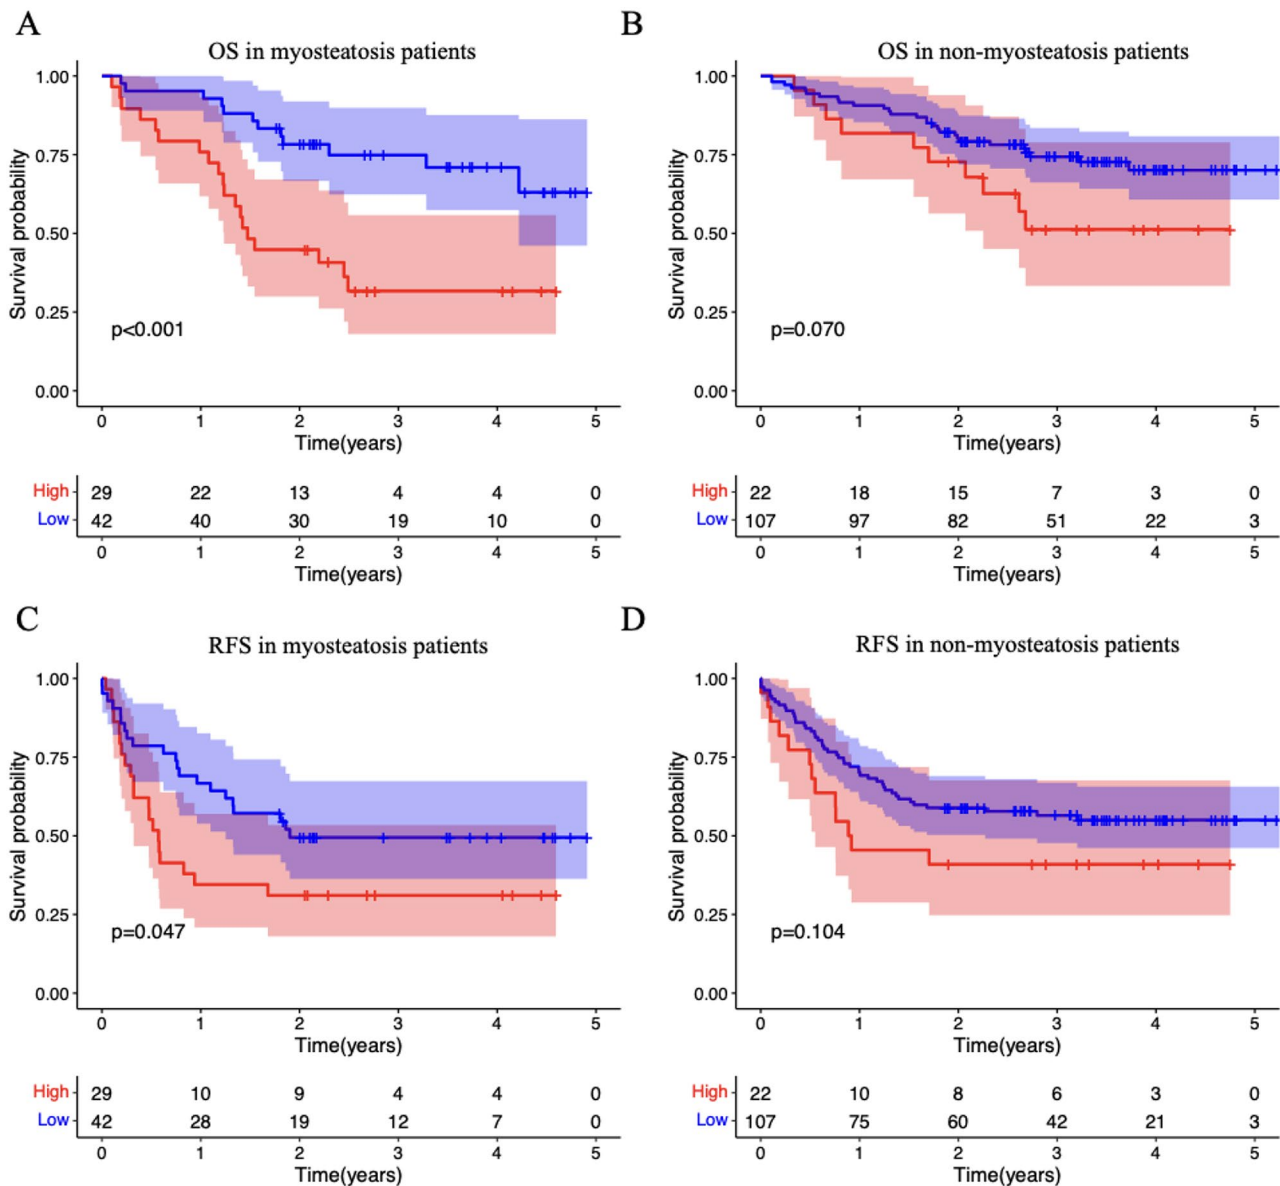 A
OS in myosteatosis patients
Survival probability
1.00
0.75
0.50
0.25
0.00
p<0.001
0 1 2 3 4 5
Time(years)
High 29 22 13 4 4 0
Low 42 40 30 19 10 0
0 1 2 3 4 5
Time(years)
B
OS in non-myosteatosis patients
Survival probability
1.00
0.75
0.50
0.25
0.00
p=0.070
0 1 2 3 4 5
Time(years)
High 22 18 15 7 3 0
Low 107 97 82 51 22 3
0 1 2 3 4 5
Time(years)
C
RFS in myosteatosis patients
Survival probability
1.00
0.75
0.50
0.25
0.00
p=0.047
0 1 2 3 4 5
Time(years)
High 29 10 9 4 4 0
Low 42 28 19 12 7 0
0 1 2 3 4 5
Time(years)
D
RFS in non-myosteatosis patients
Survival probability
1.00
0.75
0.50
0.25
0.00
p=0.104
0 1 2 3 4 5
Time(years)
High 22 10 8 6 3 0
Low 107 75 60 42 21 3
0 1 2 3 4 5
Time(years)